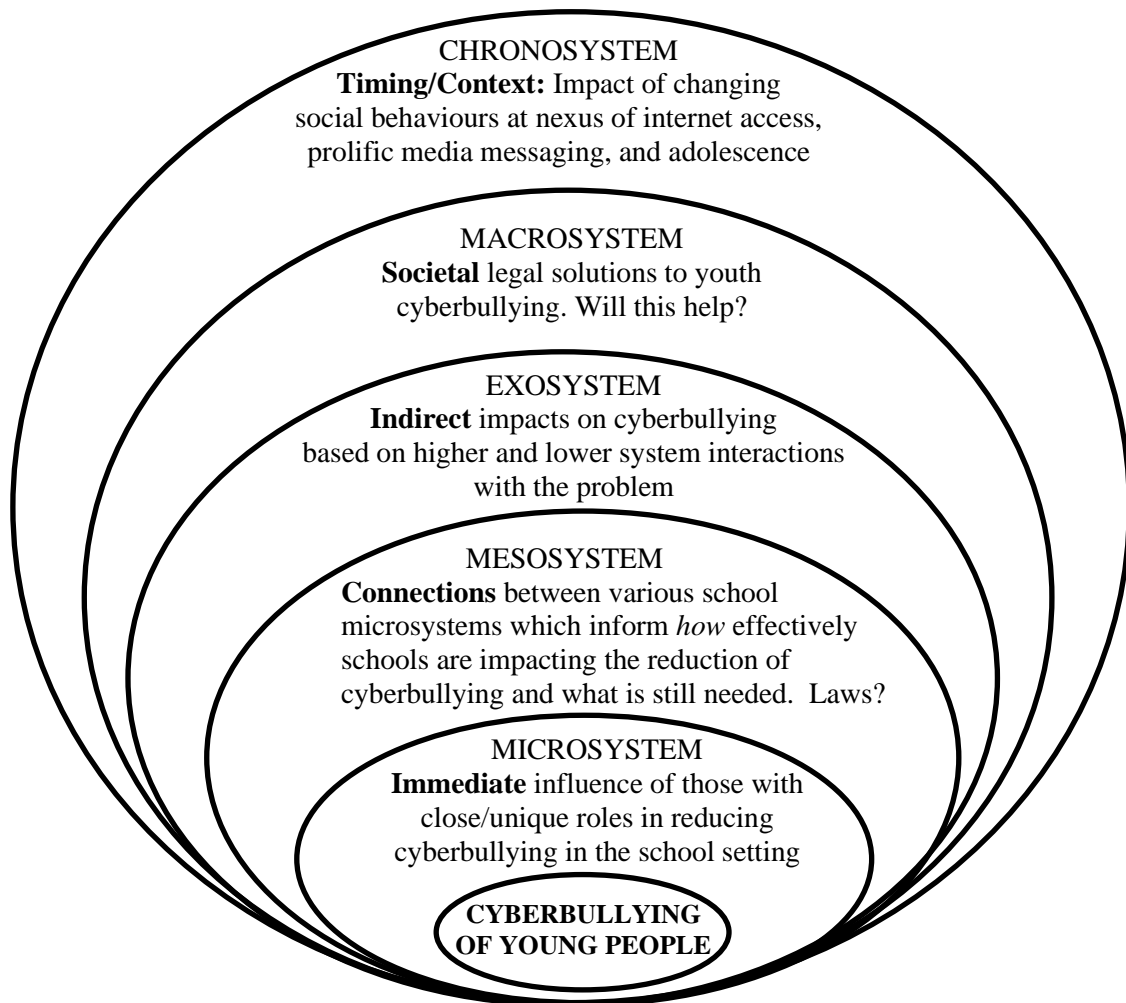 CHRONOSYSTEM
Timing/Context: Impact of changing
social behaviours at nexus of internet access,
prolific media messaging, and adolescence
MACROSYSTEM
Societal legal solutions to youth
cyberbullying. Will this help?
EXOSYSTEM
Indirect impacts on cyberbullying
based on higher and lower system interactions
with the problem
MESOSYSTEM
Connections between various school
microsystems which inform how effectively
schools are impacting the reduction of
cyberbullying and what is still needed.  Laws?
MICROSYSTEM
Immediate influence of those with
close/unique roles in reducing
cyberbullying in the school setting
CYBERBULLYING
OF YOUNG PEOPLE